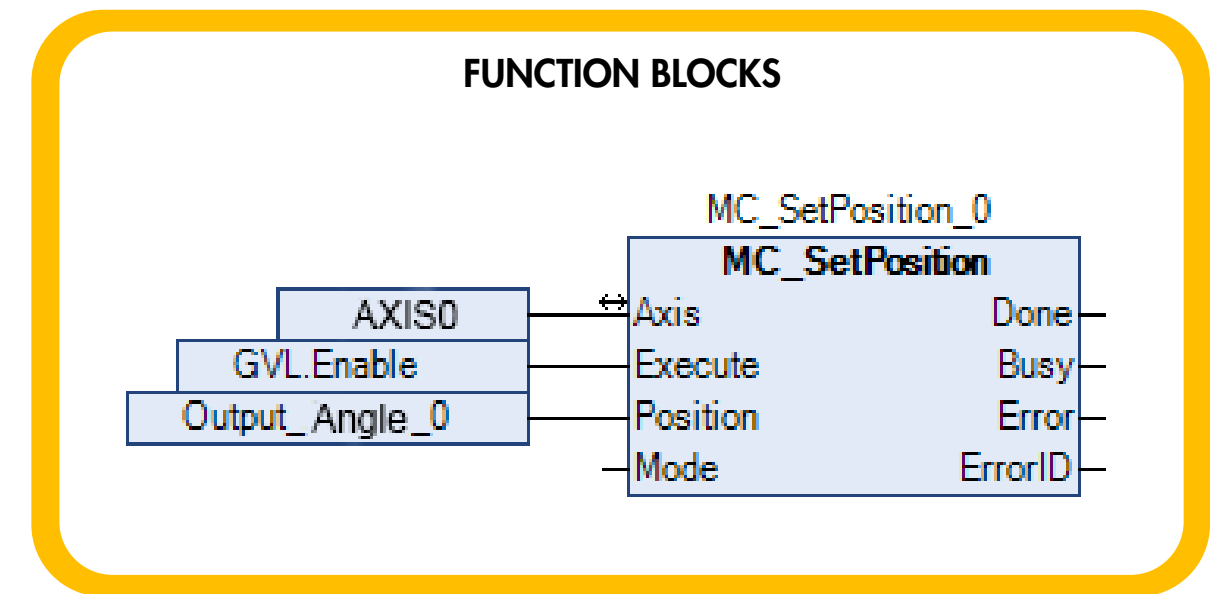 FUNCTION BLOCKS
MC_SetPosition_0
MC_SetPosition
AXIS0 Axis Done
GVL.Enable Execute Busy
Output_Angle_0 Position Error
Mode ErrorID